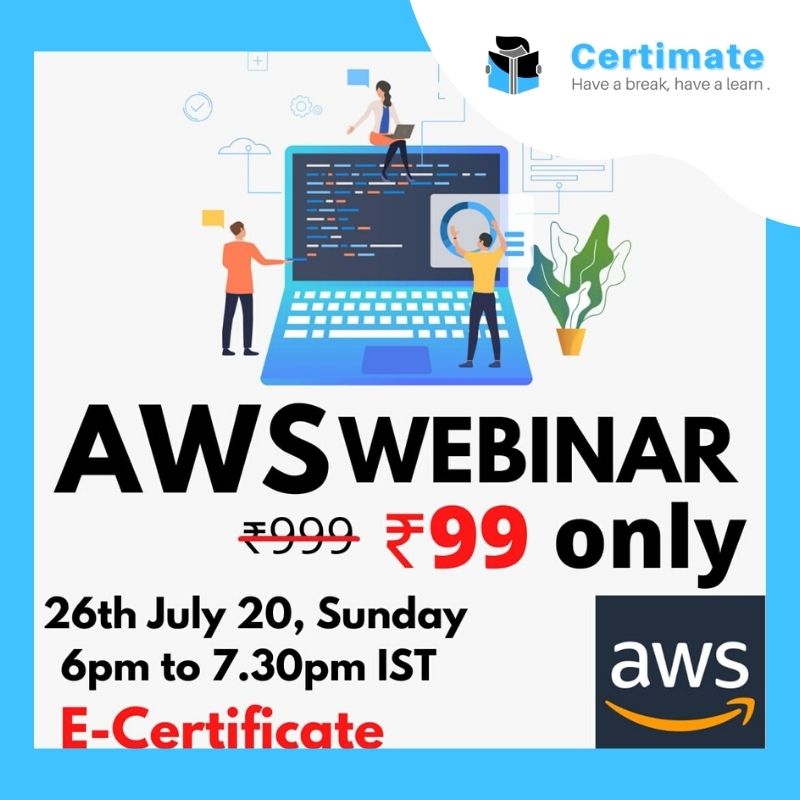 Certimate
Have a break, have a learn .
AWS WEBINAR
₹999 ₹99 only
26th July 20, Sunday
6pm to 7.30pm IST
E-Certificate
aws